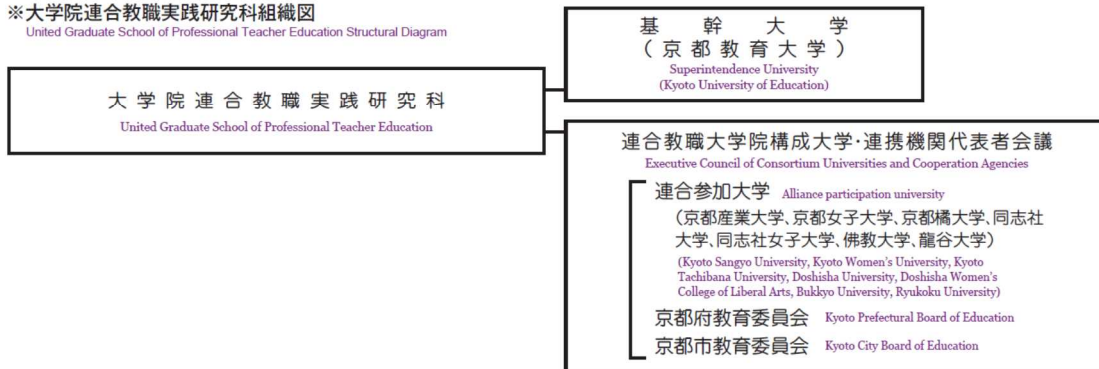 ※大学院連合教職実践研究科組織図
United Graduate School of Professional Teacher Education Structural Diagram
大学院連合教職実践研究科
United Graduate School of Professional Teacher Education
基幹大学
（京都教育大学）
Superintendence University
(Kyoto University of Education)
連合教職大学院構成大学・連携機関代表者会議
Executive Council of Consortium Universities and Cooperation Agencies
連合参加大学 Alliance participation university
（京都産業大学、京都女子大学、京都橘大学、同志社
大学、同志社女子大学、佛教大学、龍谷大学）
(Kyoto Sangyo University, Kyoto Women's University, Kyoto
Tachibana University, Doshisha University, Doshisha Women's
College of Liberal Arts, Bukkyo University, Ryukoku University)
京都府教育委員会 Kyoto Prefectural Board of Education
京都市教育委員会 Kyoto City Board of Education